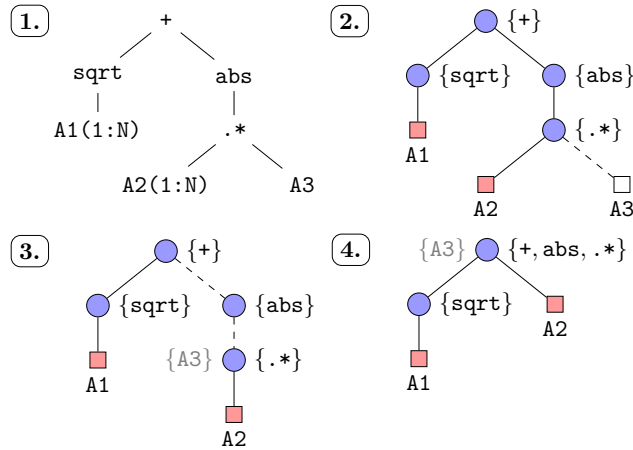 1.
+
sqrt abs
A1(1:N) .*
A2(1:N) A3
2.
{+}
{sqrt} {abs}
A1 {.*}
A2 A3
3.
{+}
{sqrt} {abs}
A1 {A3} {.*}
A2
4.
{A3} {+, abs, .*}
{sqrt} A2
A1